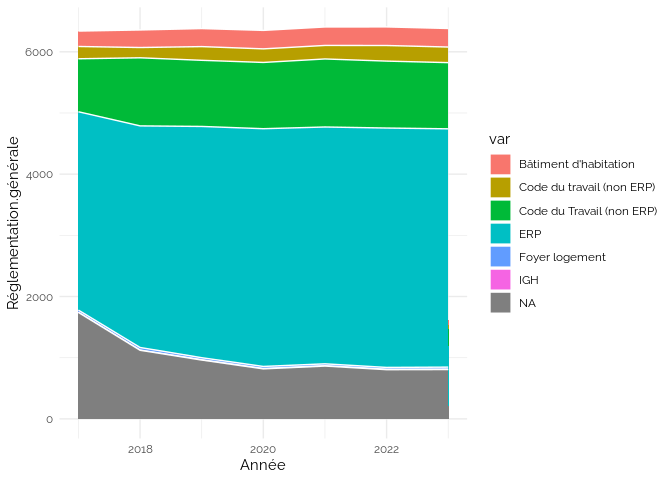 6000
4000
2000
0
2018
2020
2022
Année
Réglementation.générale
var
Bâtiment d'habitation
Code du travail (non ERP)
Code du Travail (non ERP)
ERP
Foyer logement
IGH
NA